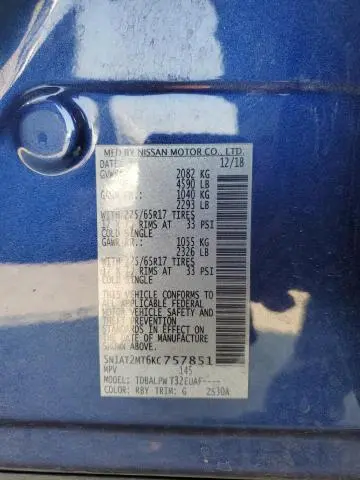 MFD BY NISSAN MOTOR CO., LTD.
DATE: 12/18
GVWR 2082 KG
4590 LB
GAWR FR. 1040 KG
2293 LB
WITH 225/65R17 TIRES
17 X RIMS AT 33 PSI
COLD SINGLE
GAWR RR. 1055 KG
2326 LB
WITH 225/65R17 TIRES
17 X RIMS AT 33 PSI
COLD SINGLE
THIS VEHICLE CONFORMS TO
ALL APPLICABLE FEDERAL
MOTOR VEHICLE SAFETY AND
THEFT PREVENTION
STANDARDS IN EFFECT ON
THE DATE OF MANUFACTURE
SHOWN ABOVE.
5N1AT2MT6KC757851
MPV 145
MODEL:
COLOR: RBY TRIM: G 2530A